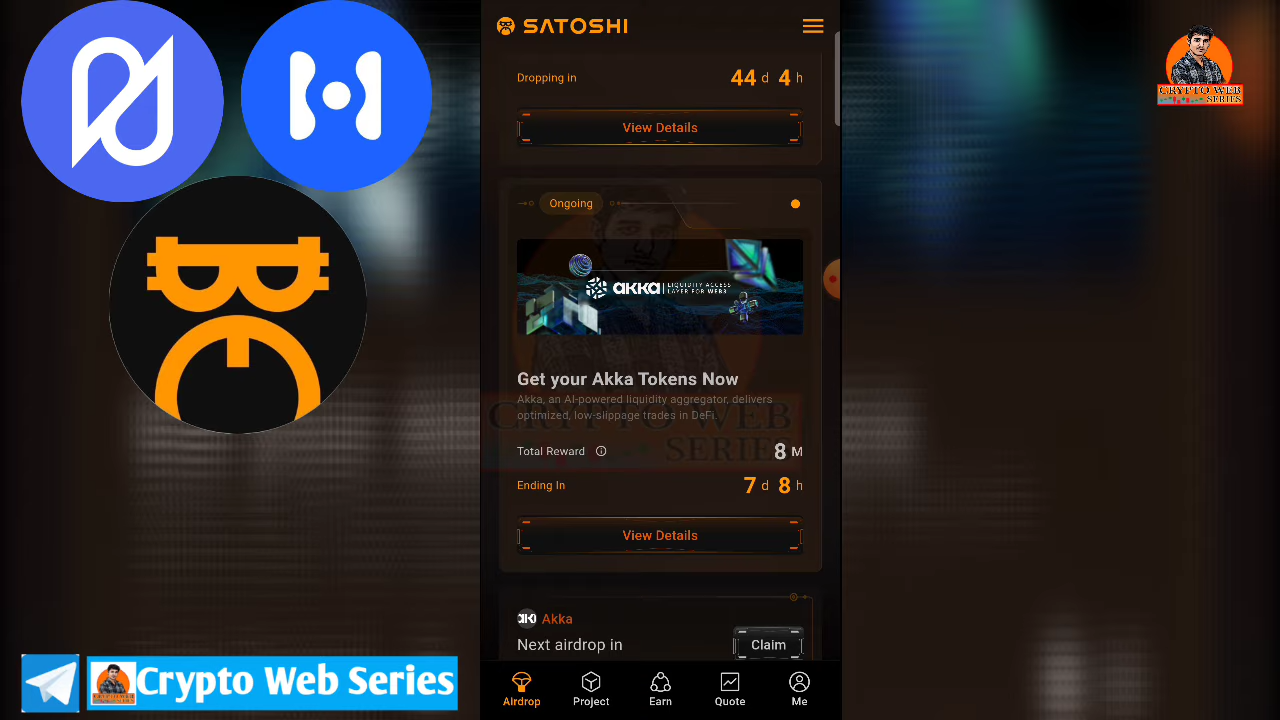 SATOSHI
Dropping in
44 d 4 h
View Details
Ongoing
akka LIQUIDITY ACCESS
LAYER FOR WEB3
Get your Akka Tokens Now
Akka, an AI-powered liquidity aggregator, delivers
optimized, low-slippage trades in DeFi.
Total Reward
8 M
Ending In
7 d 8 h
View Details
Akka
Next airdrop in
Claim
Airdrop
Project
Earn
Quote
Me
CRYPTO WEB
SERIES
CRYPTO WEB
SERIES
Crypto Web Series